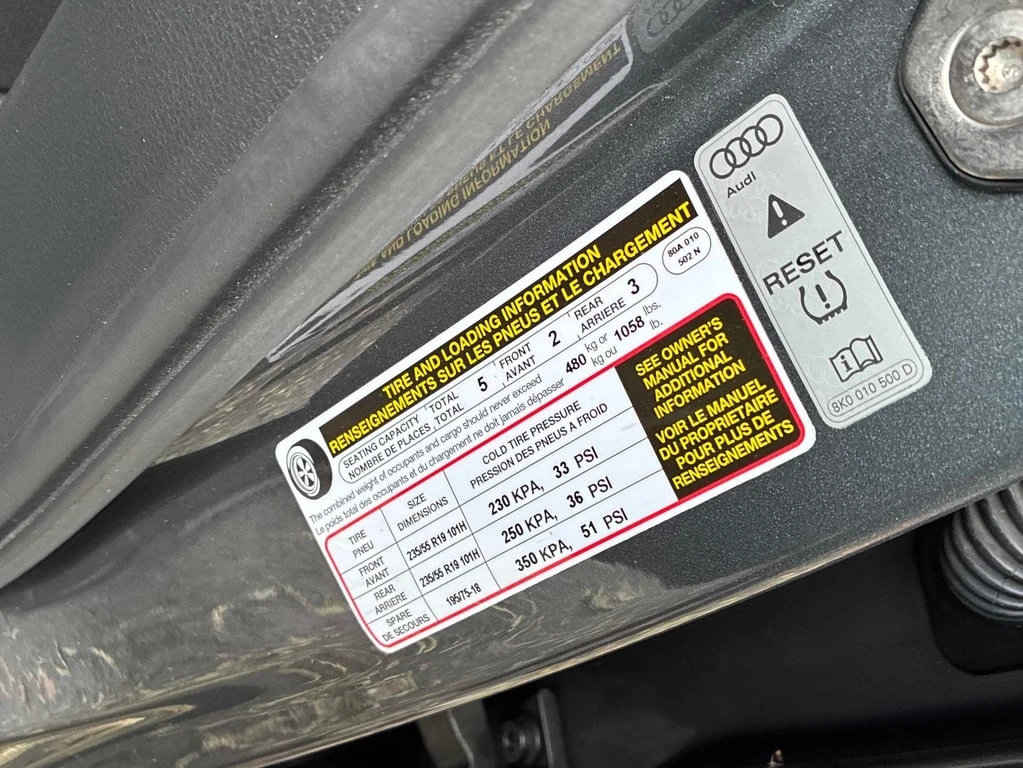 TIRE AND LOADING INFORMATION
RENSEIGNEMENTS SUR LES PNEUS ET LE CHARGEMENT
SEATING CAPACITY TOTAL 5 FRONT 2 REAR 3
NOMBRE DE PLACES TOTAL AVANT ARRIERE
80A 010
502 N
The combined weight of occupants and cargo should never exceed 480 kg or 1058 lbs.
Le poids total des occupants et du chargement ne doit jamais dépasser kg ou lb.
TIRE SIZE COLD TIRE PRESSURE
PNEU DIMENSIONS PRESSION DES PNEUS A FROID
FRONT
AVANT 235/55 R19 101H 230 KPA, 33 PSI
REAR
ARRIERE 235/55 R19 101H 250 KPA, 36 PSI
SPARE
DE SECOURS 195/75-18 350 KPA, 51 PSI
SEE OWNER'S
MANUAL FOR
ADDITIONAL
INFORMATION
VOIR LE MANUEL
DU PROPRIETAIRE
POUR PLUS DE
RENSEIGNEMENTS
Audi
RESET
8K0 010 500 D